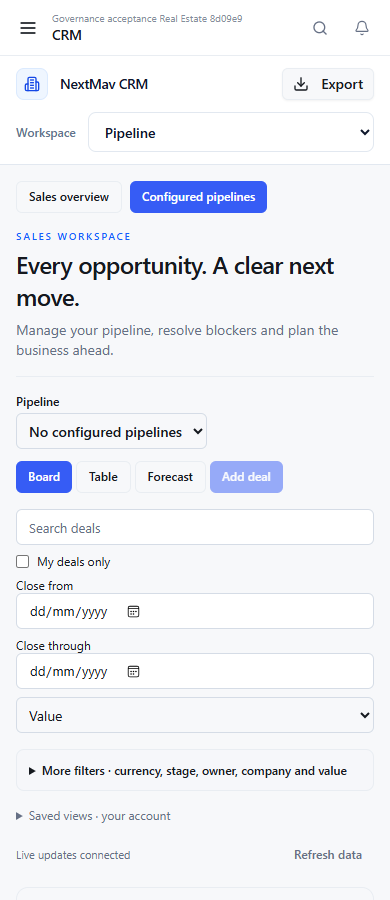 Governance acceptance Real Estate 8d09e9
CRM
NextMav CRM
Export
Workspace
Pipeline
Sales overview
Configured pipelines
SALES WORKSPACE
Every opportunity. A clear next
move.
Manage your pipeline, resolve blockers and plan the
business ahead.
Pipeline
No configured pipelines
Board
Table
Forecast
Add deal
Search deals
My deals only
Close from
dd/mm/yyyy
Close through
dd/mm/yyyy
Value
More filters · currency, stage, owner, company and value
Saved views · your account
Live updates connected
Refresh data